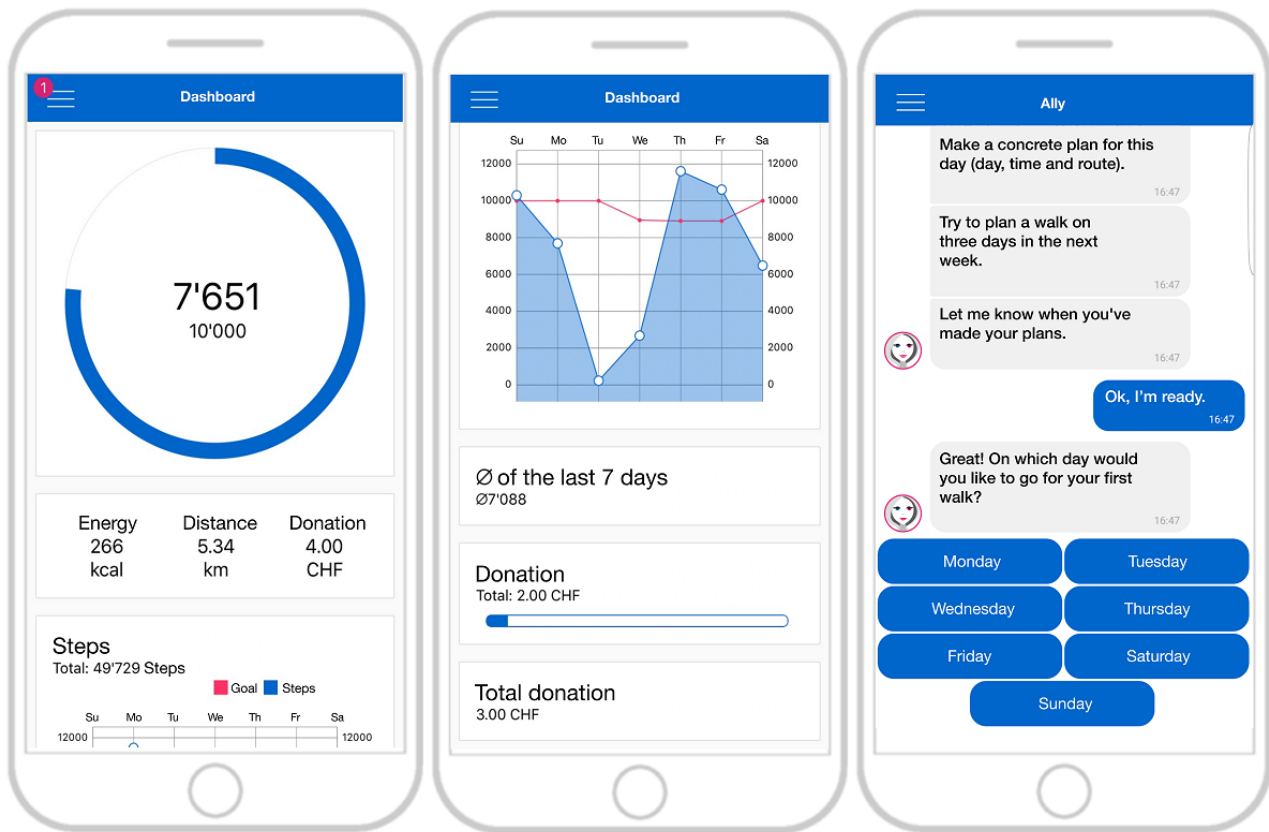 1
Dashboard
7'651
10'000
Energy
266
kcal
Distance
5.34
km
Donation
4.00
CHF
Steps
Total: 49'729 Steps
Goal Steps
Su Mo Tu We Th Fr Sa
12000 12000
Dashboard
Su Mo Tu We Th Fr Sa
12000 12000
10000 10000
8000 8000
6000 6000
4000 4000
2000 2000
0 0
Ø of the last 7 days
Ø7'088
Donation
Total: 2.00 CHF
Total donation
3.00 CHF
Ally
Make a concrete plan for this
day (day, time and route).
16:47
Try to plan a walk on
three days in the next
week.
16:47
Let me know when you've
made your plans.
16:47
Ok, I'm ready.
16:47
Great! On which day would
you like to go for your first
walk?
16:47
Monday Tuesday
Wednesday Thursday
Friday Saturday
Sunday